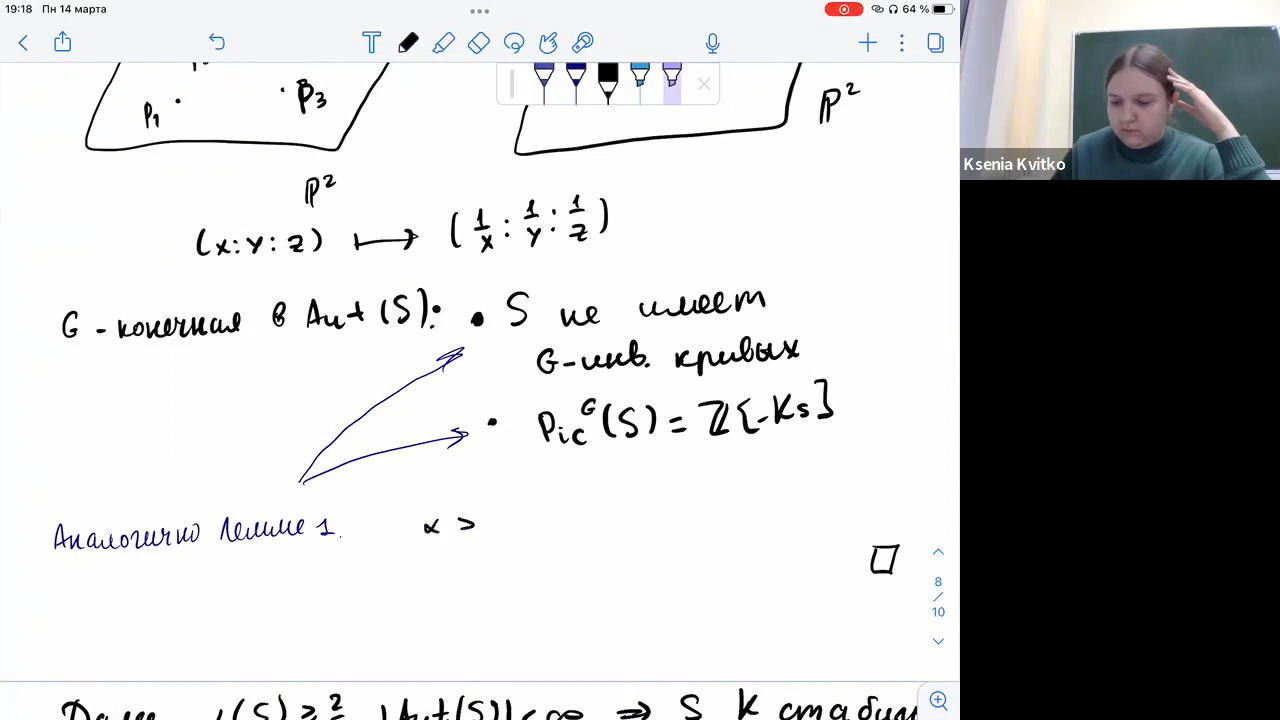 19:18 Пн 14 марта
64 %
P₁
P₃
ℙ²
ℙ²
(x:y:z) ⟼ (1/x : 1/y : 1/z)
G - конечная в Aut(S): • S не имеет
G-инв. кривых
• Pic^G(S) = ℤ[-K_S]
Аналогично Лемме 1. α >
□
8
/
10
Ksenia Kvitko